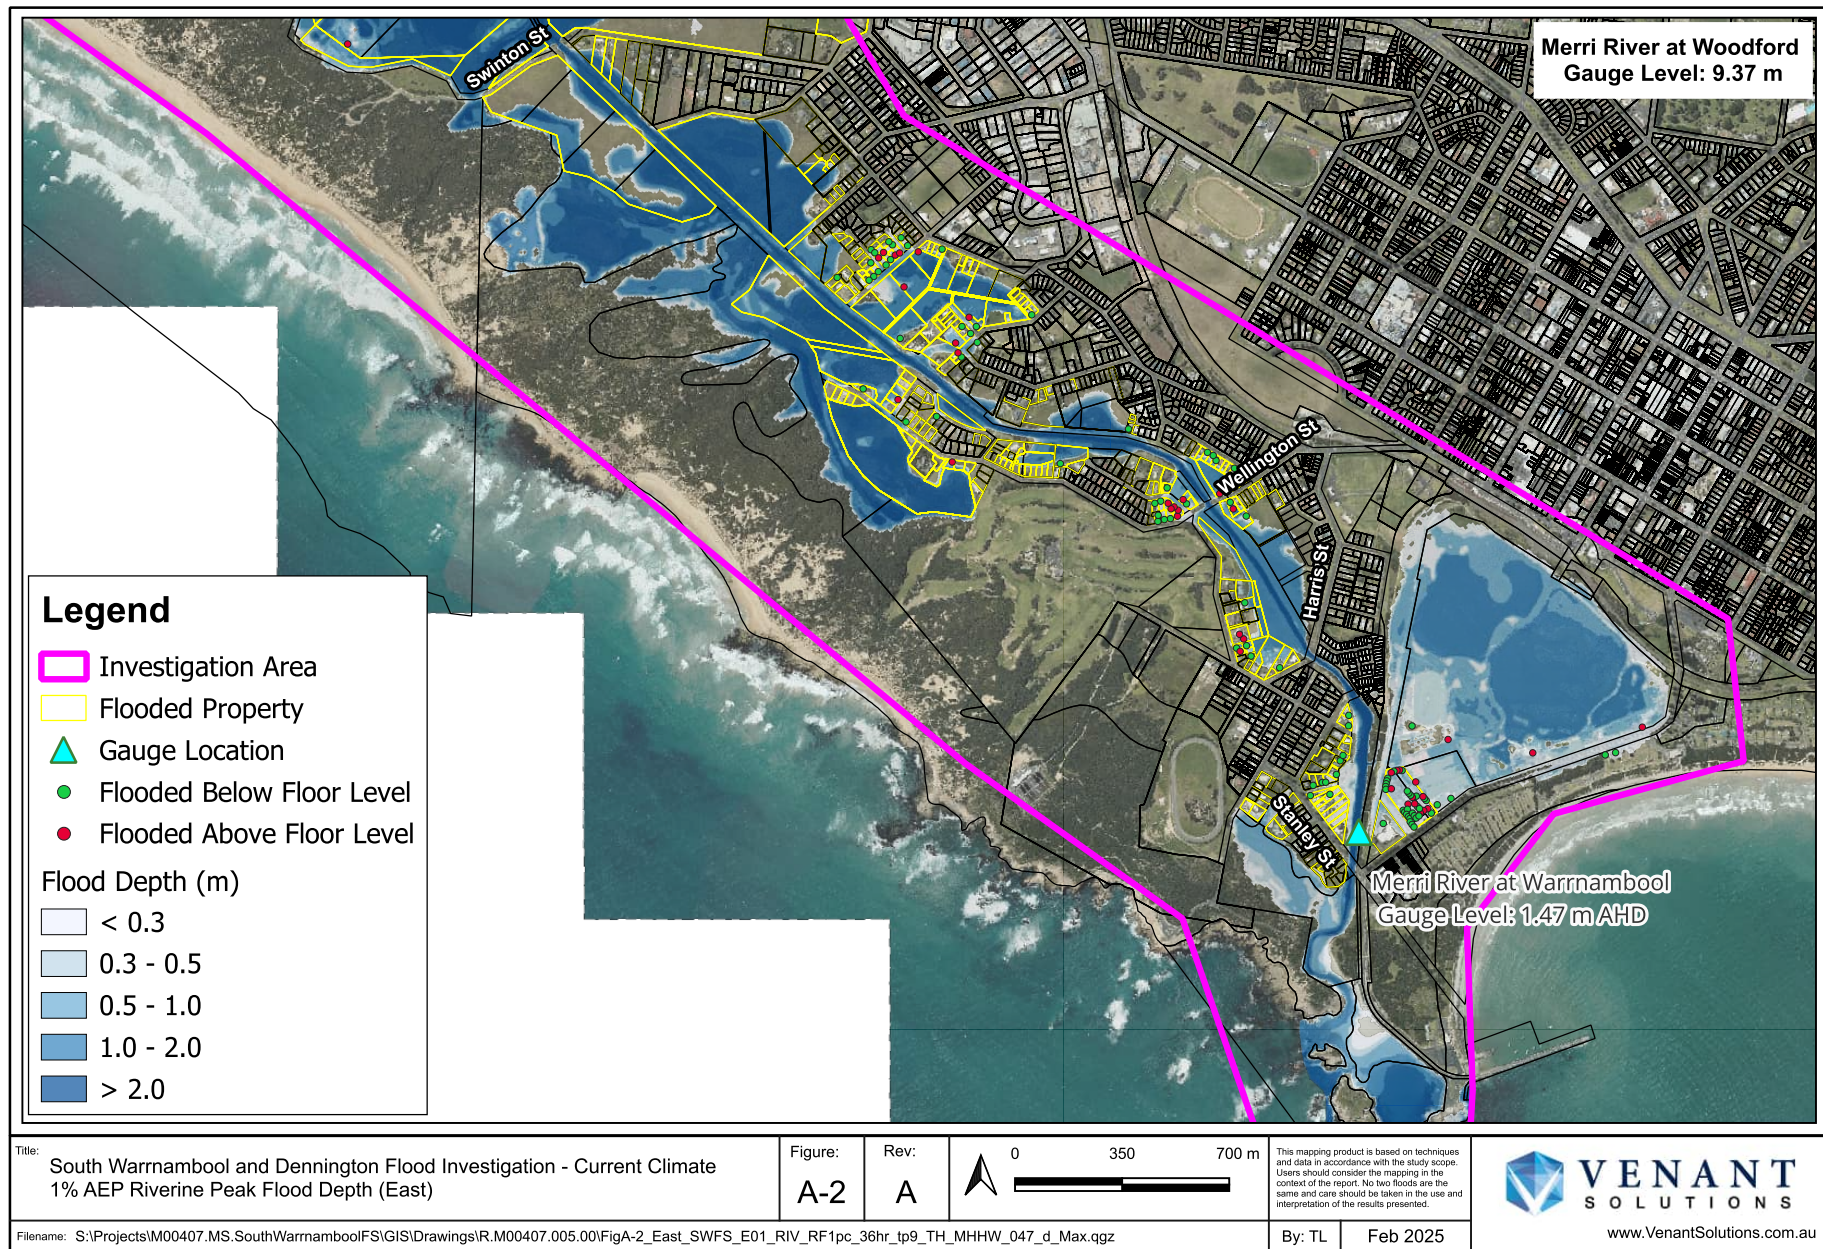 Merri River at Woodford
Gauge Level: 9.37 m
Swinton St
Wellington St
Harris St
Stanley St
Merri River at Warrnambool
Gauge Level: 1.47 m AHD
Legend
Investigation Area
Flooded Property
Gauge Location
Flooded Below Floor Level
Flooded Above Floor Level
Flood Depth (m)
< 0.3
0.3 - 0.5
0.5 - 1.0
1.0 - 2.0
> 2.0
Title:
South Warrnambool and Dennington Flood Investigation - Current Climate
1% AEP Riverine Peak Flood Depth (East)
Figure:
A-2
Rev:
A
0 350 700 m
This mapping product is based on techniques
and data in accordance with the study scope.
Users should consider the mapping in the
context of the report. No two floods are the
same and care should be taken in the use and
interpretation of the results presented.
VENANT
SOLUTIONS
www.VenantSolutions.com.au
Filename: S:\Projects\M00407.MS.SouthWarrnamboolFS\GIS\Drawings\R.M00407.005.00\FigA-2_East_SWFS_E01_RIV_RF1pc_36hr_tp9_TH_MHHW_047_d_Max.qgz
By: TL
Feb 2025